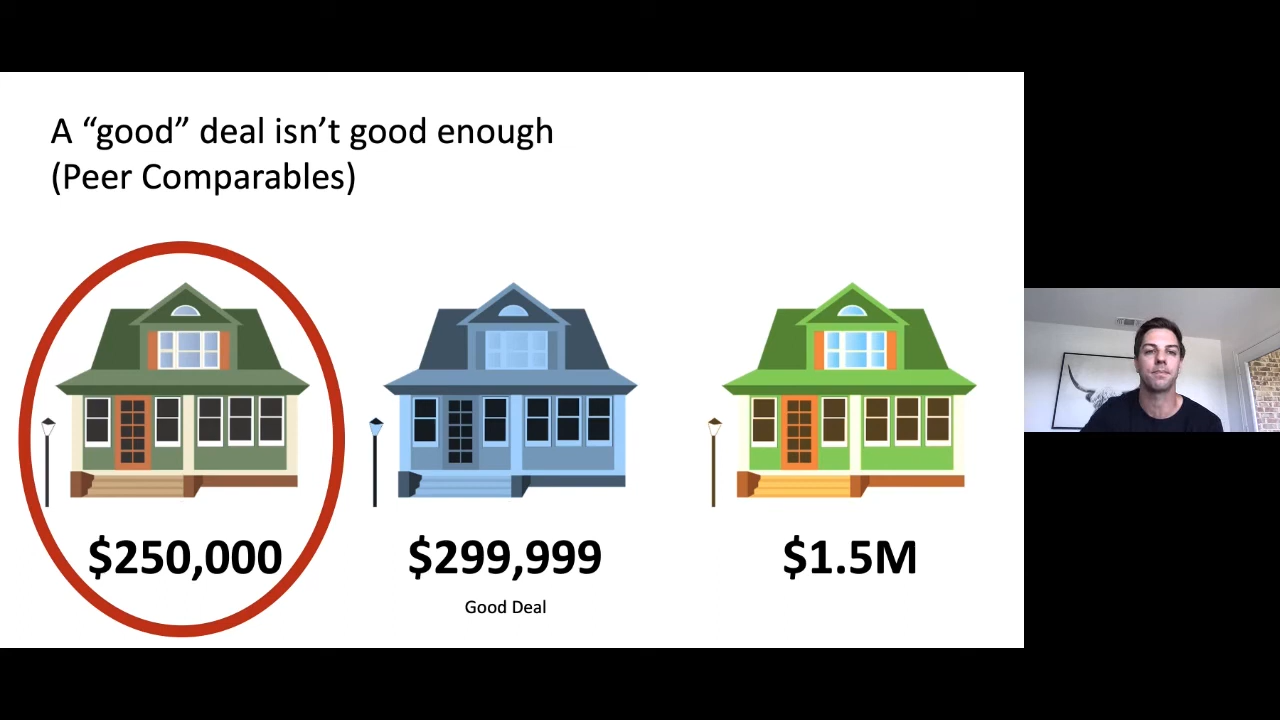 A “good” deal isn’t good enough
(Peer Comparables)
$250,000
$299,999
$1.5M
Good Deal